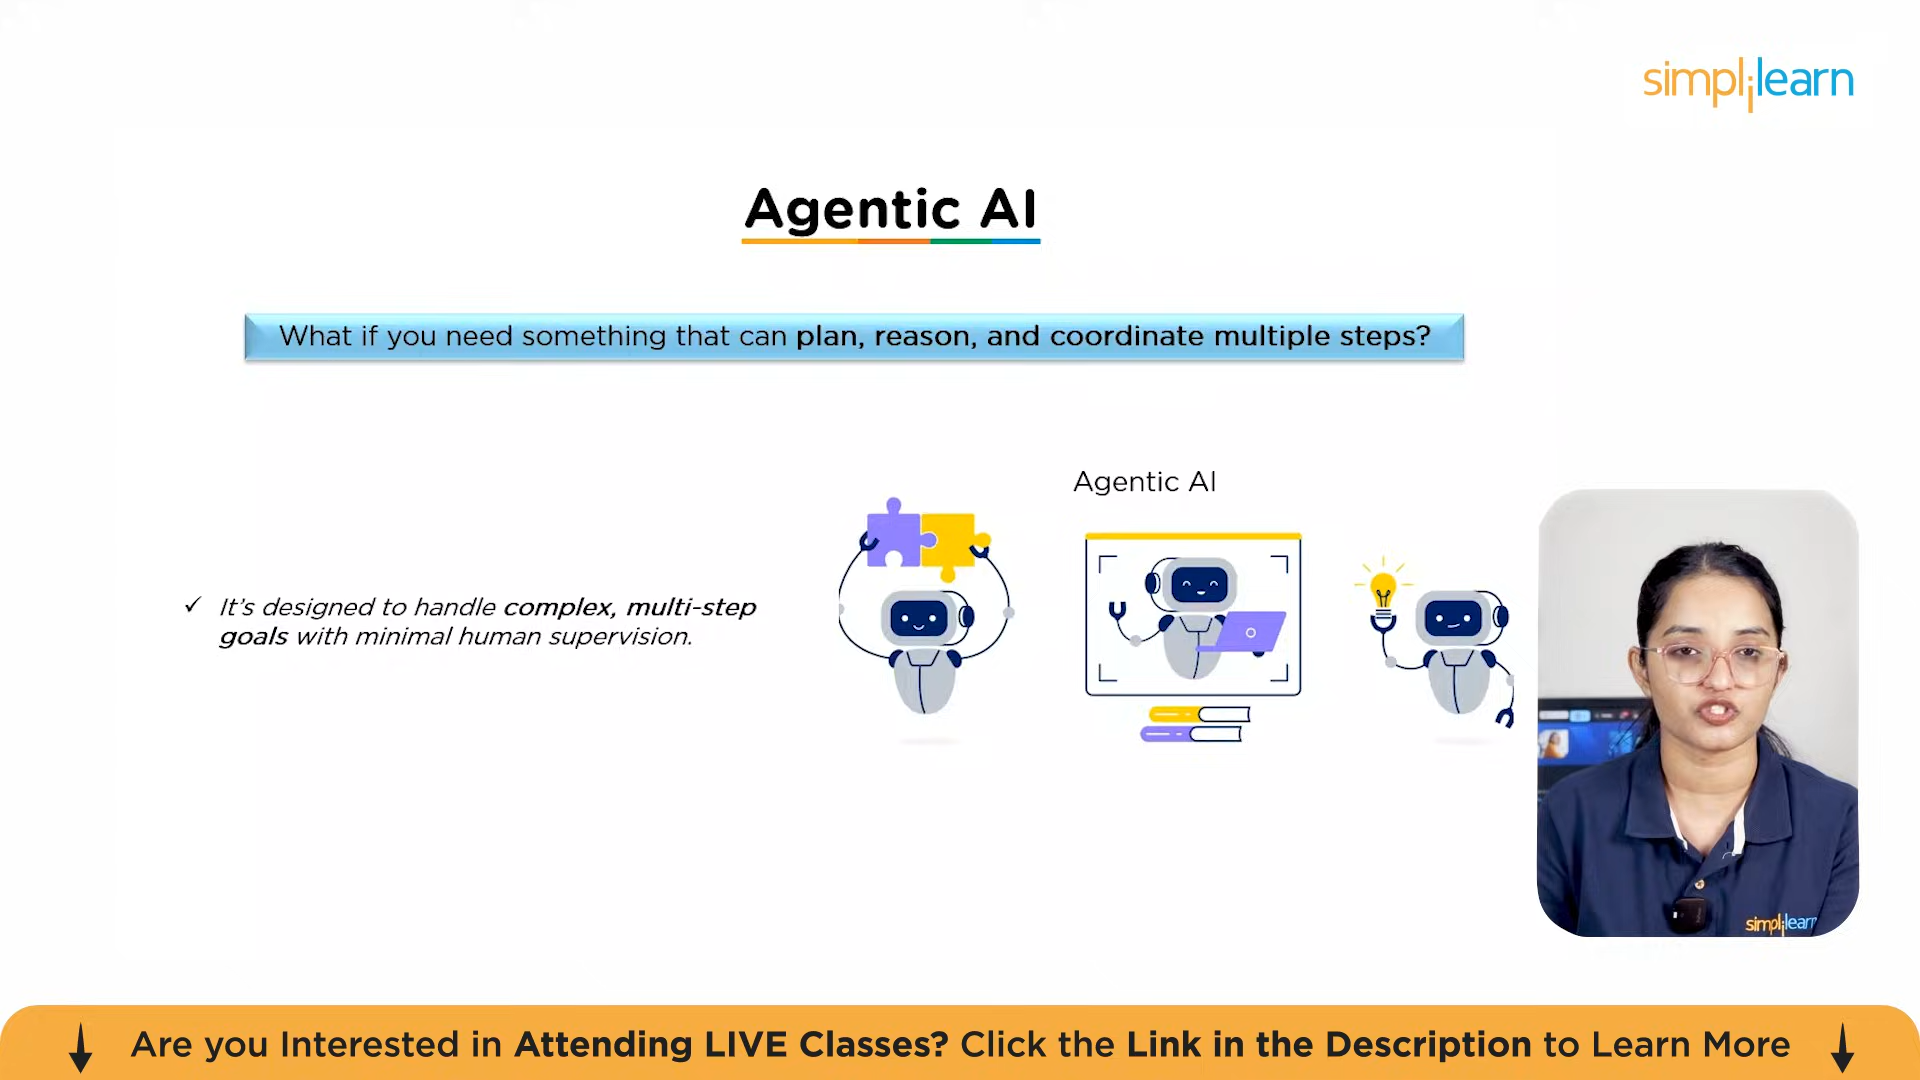 simplilearn
Agentic AI
What if you need something that can plan, reason, and coordinate multiple steps?
Agentic AI
✓ It's designed to handle complex, multi-step
goals with minimal human supervision.
simplilearn
Are you Interested in Attending LIVE Classes? Click the Link in the Description to Learn More